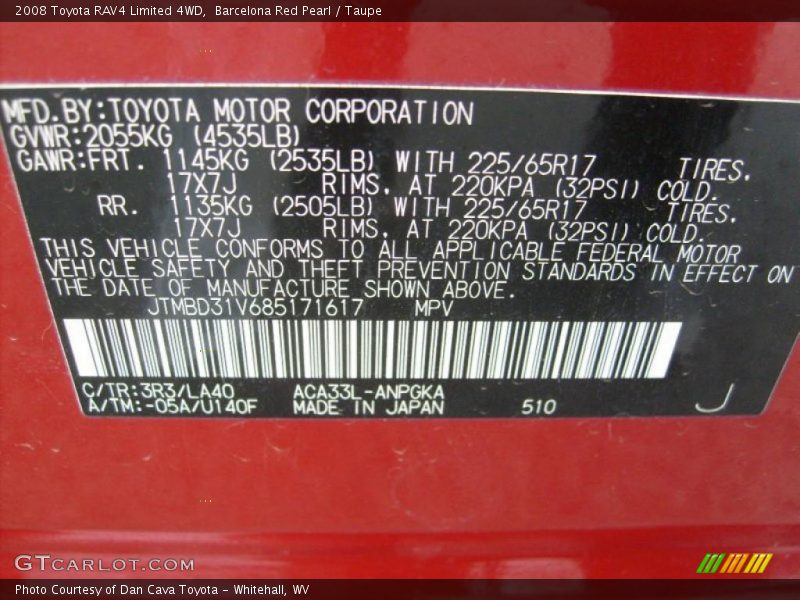 2008 Toyota RAV4 Limited 4WD,  Barcelona Red Pearl / Taupe
MFD.BY:TOYOTA MOTOR CORPORATION
GVWR:2055KG (4535LB)
GAWR:FRT. 1145KG (2535LB) WITH 225/65R17 TIRES.
17X7J RIMS, AT 220KPA (32PSI) COLD.
RR. 1135KG (2505LB) WITH 225/65R17 TIRES.
17X7J RIMS, AT 220KPA (32PSI) COLD.
THIS VEHICLE CONFORMS TO ALL APPLICABLE FEDERAL MOTOR
VEHICLE SAFETY AND THEFT PREVENTION STANDARDS IN EFFECT ON
THE DATE OF MANUFACTURE SHOWN ABOVE.
JTMBD31V685171617 MPV
C/TR:3R3/LA40 ACA33L-ANPGKA
A/TM:-05A/U140F MADE IN JAPAN 510 J
GTCARLOT.COM
Photo Courtesy of Dan Cava Toyota - Whitehall, WV